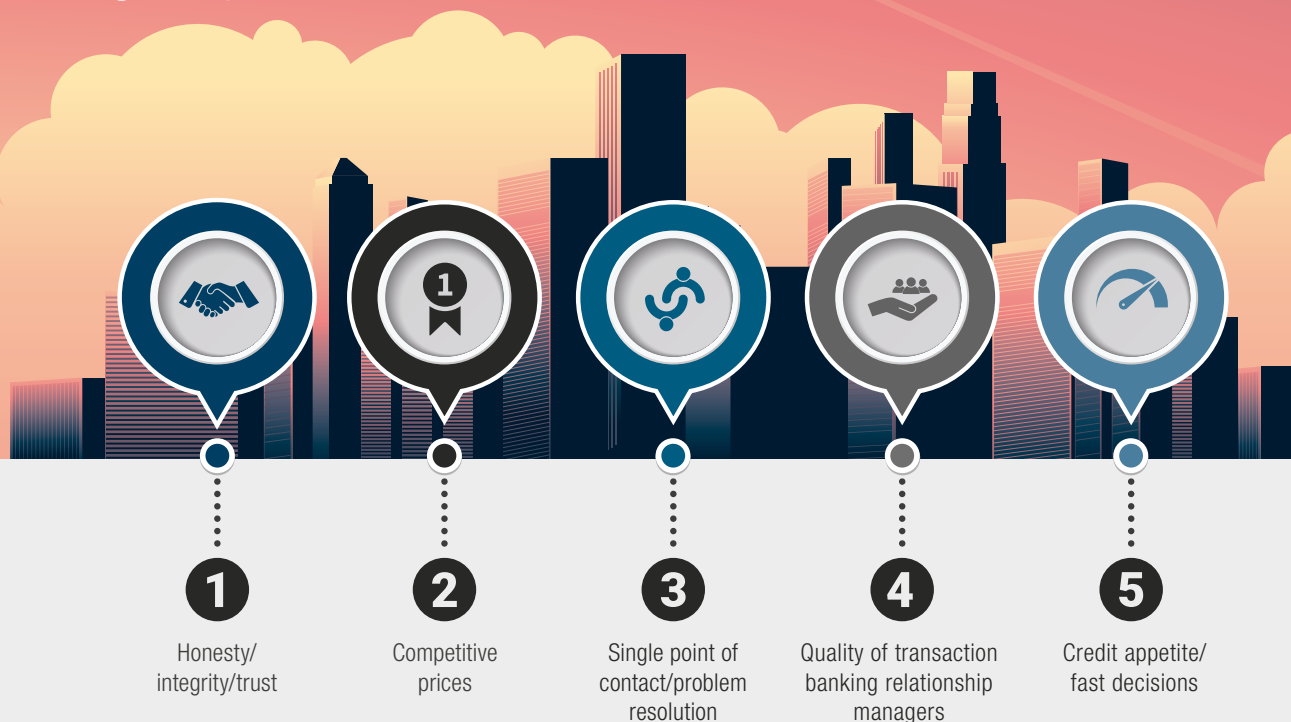 1
1
Honesty/
integrity/trust
2
Competitive
prices
3
Single point of
contact/problem
resolution
4
Quality of transaction
banking relationship
managers
5
Credit appetite/
fast decisions